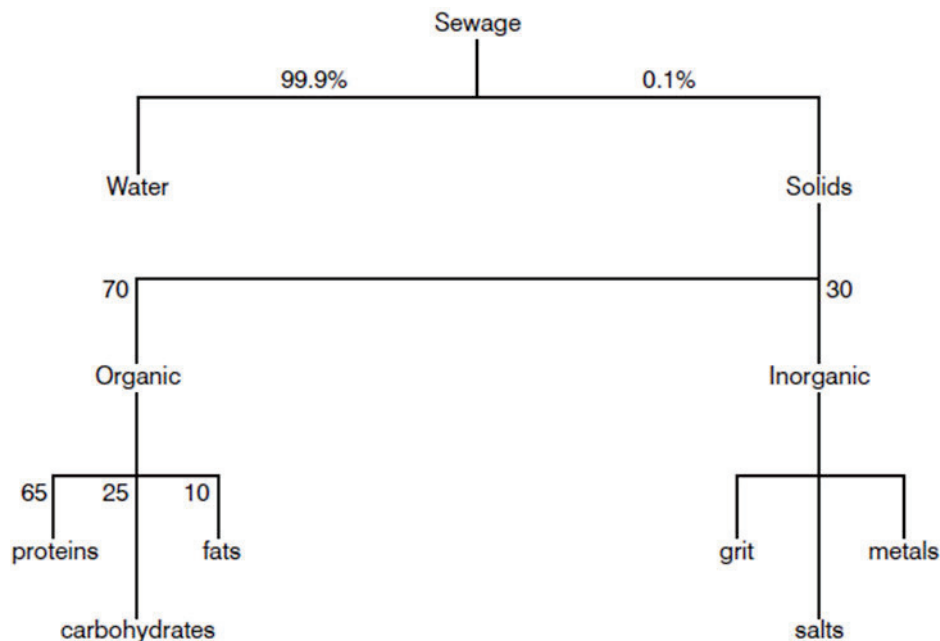 Sewage
99.9% 0.1%
Water Solids
70 30
Organic Inorganic
65 25 10
proteins fats grit metals
carbohydrates salts